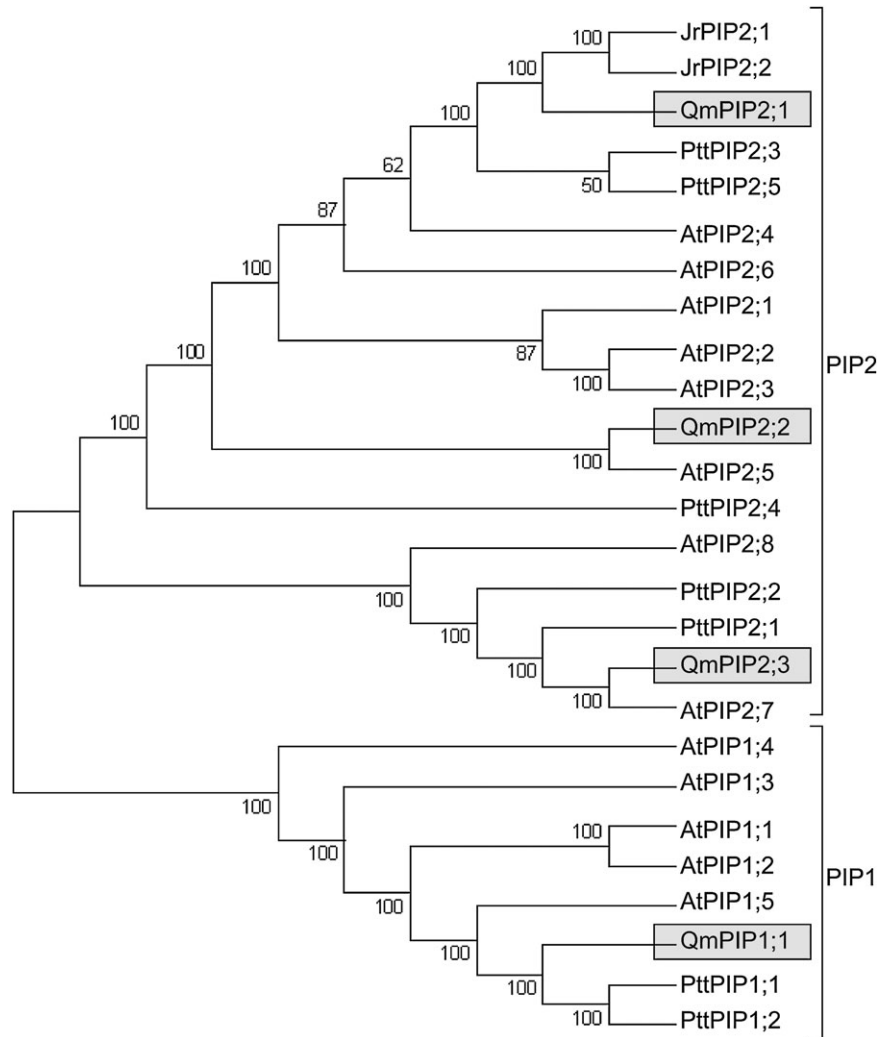 100
JrPIP2;1
JrPIP2;2
100
QmPIP2;1
100
PttPIP2;3
62
50
PttPIP2;5
87
AtPIP2;4
100
AtPIP2;6
AtPIP2;1
100
87
AtPIP2;2
PIP2
100
AtPIP2;3
100
QmPIP2;2
100
AtPIP2;5
PttPIP2;4
AtPIP2;8
100
PttPIP2;2
100
PttPIP2;1
100
QmPIP2;3
100
AtPIP2;7
AtPIP1;4
100
AtPIP1;3
100
100
AtPIP1;1
AtPIP1;2
PIP1
100
AtPIP1;5
100
QmPIP1;1
100
PttPIP1;1
100
PttPIP1;2